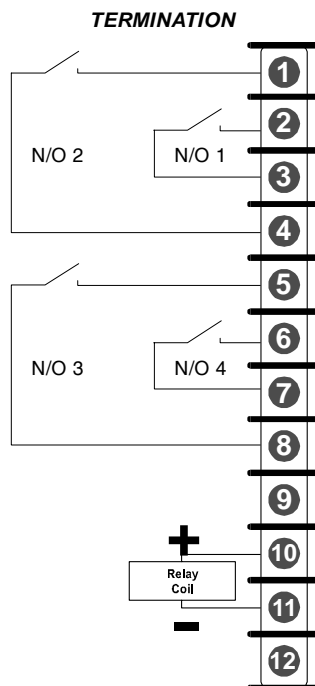 TERMINATION
1
2
N/O 2
N/O 1
3
4
5
6
N/O 3
N/O 4
7
8
9
+
10
Relay
Coil
11
-
12